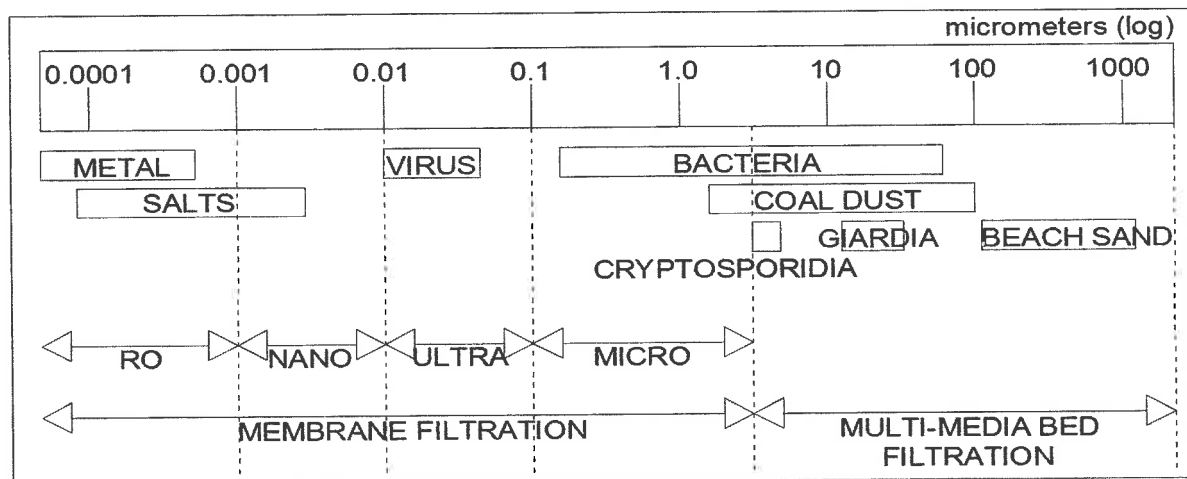 micrometers (log)
0.0001 0.001 0.01 0.1 1.0 10 100 1000
METAL VIRUS BACTERIA
SALTS COAL DUST
GIARDIA BEACH SAND
CRYPTOSPORIDIA
RO NANO ULTRA MICRO
MEMBRANE FILTRATION MULTI-MEDIA BED
FILTRATION